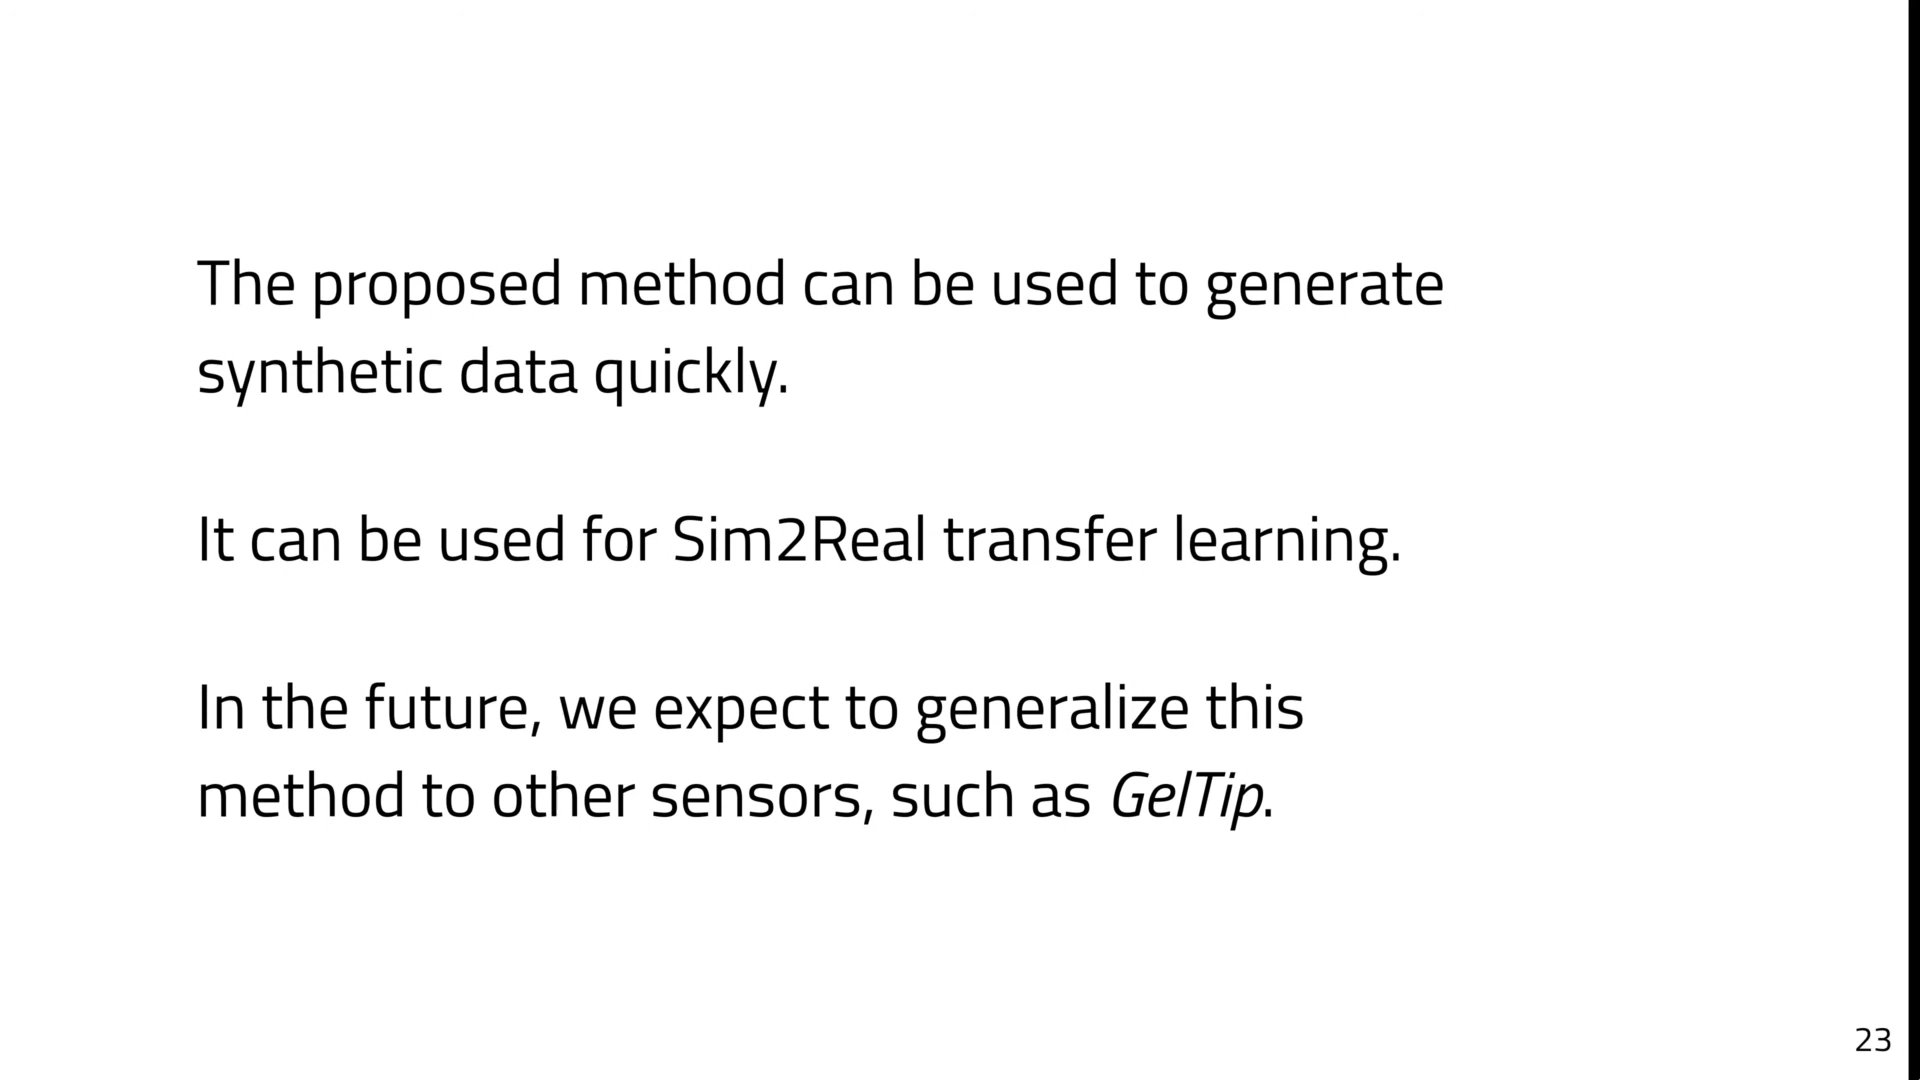 The proposed method can be used to generate
synthetic data quickly.
It can be used for Sim2Real transfer learning.
In the future, we expect to generalize this
method to other sensors, such as GelTip.
23